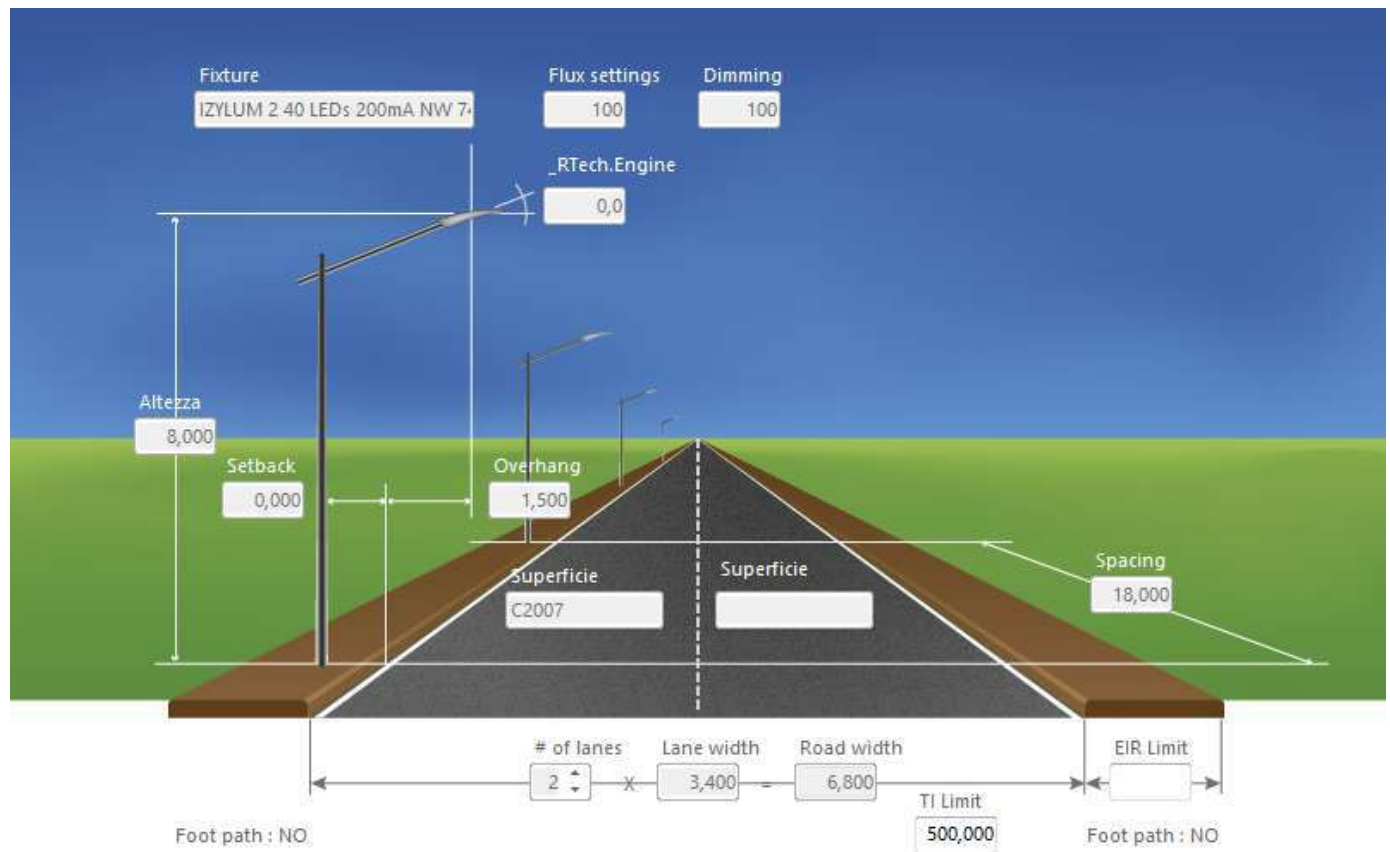 Fixture Flux settings Dimming
IZYLUM 2 40 LEDs 200mA NW 74 100 100
_RTech.Engine
0,0
Altezza
8,000
Setback Overhang
0,000 1,500
Spacing
18,000
Superficie Superficie
C2007
# of lanes Lane width Road width EIR Limit
2 X 3,400 = 6,800
TI Limit
Foot path : NO 500,000 Foot path : NO